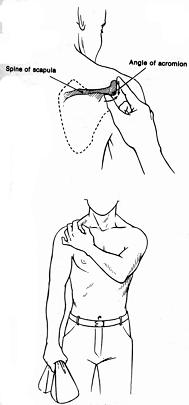 Angle of acromion
Spine of scapula